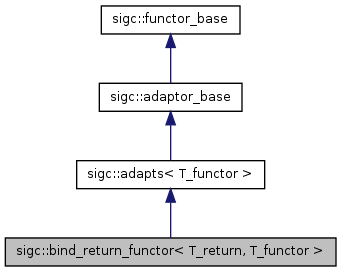 sigc::functor_base
sigc::adaptor_base
sigc::adapts< T_functor >
sigc::bind_return_functor< T_return, T_functor >